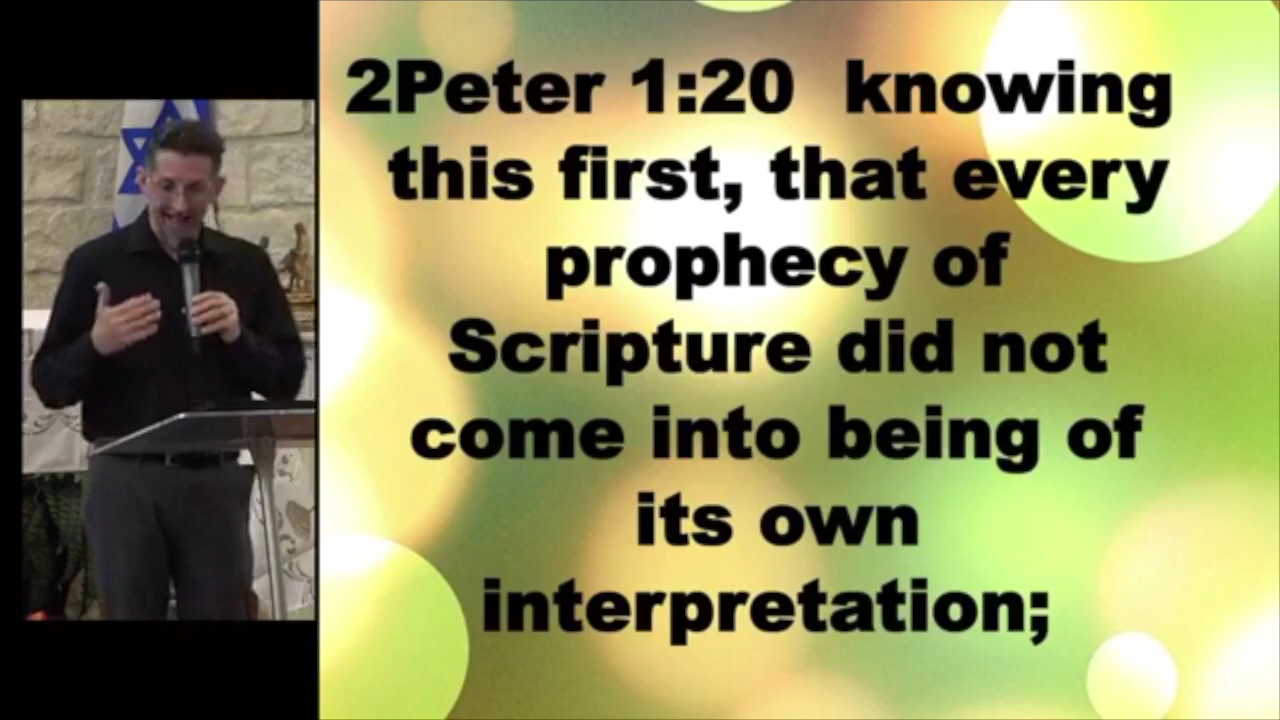 2Peter 1:20  knowing
this first, that every
prophecy of
Scripture did not
come into being of
its own
interpretation;